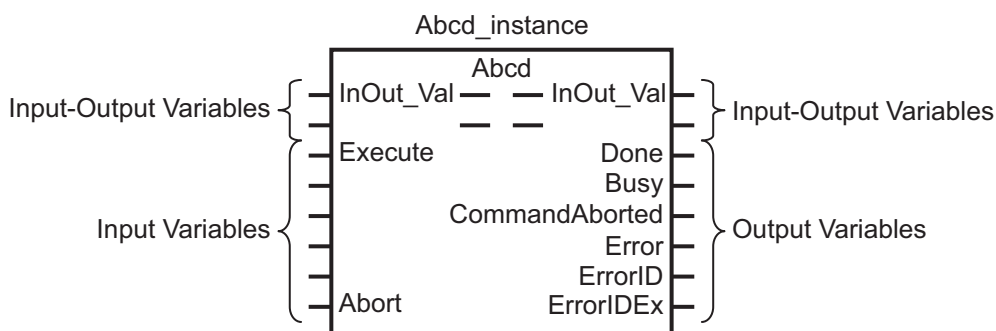 Abcd_instance
Abcd
Input-Output Variables
InOut_Val
InOut_Val
Input-Output Variables
Execute
Done
Busy
Input Variables
CommandAborted
Output Variables
Error
ErrorID
Abort
ErrorIDEx